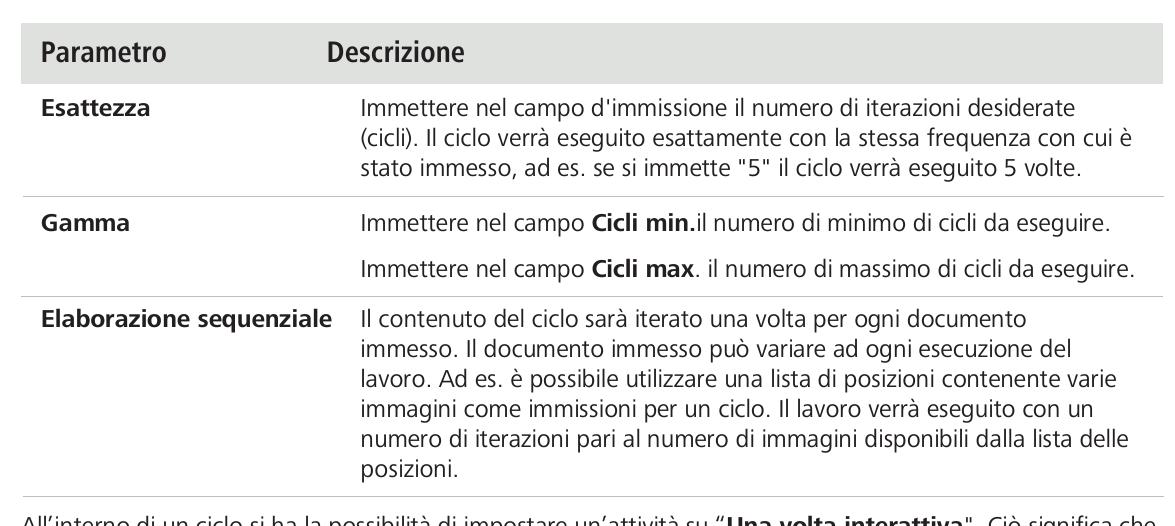 Parametro Descrizione
Esattezza Immettere nel campo d'immissione il numero di iterazioni desiderate
(cicli). Il ciclo verrà eseguito esattamente con la stessa frequenza con cui è
stato immesso, ad es. se si immette "5" il ciclo verrà eseguito 5 volte.
Gamma Immettere nel campo Cicli min.il numero di minimo di cicli da eseguire.
Immettere nel campo Cicli max. il numero di massimo di cicli da eseguire.
Elaborazione sequenziale Il contenuto del ciclo sarà iterato una volta per ogni documento
immesso. Il documento immesso può variare ad ogni esecuzione del
lavoro. Ad es. è possibile utilizzare una lista di posizioni contenente varie
immagini come immissioni per un ciclo. Il lavoro verrà eseguito con un
numero di iterazioni pari al numero di immagini disponibili dalla lista delle
posizioni.
All’interno di un ciclo si ha la possibilità di impostare un’attività su “Una volta interattiva". Ciò significa che